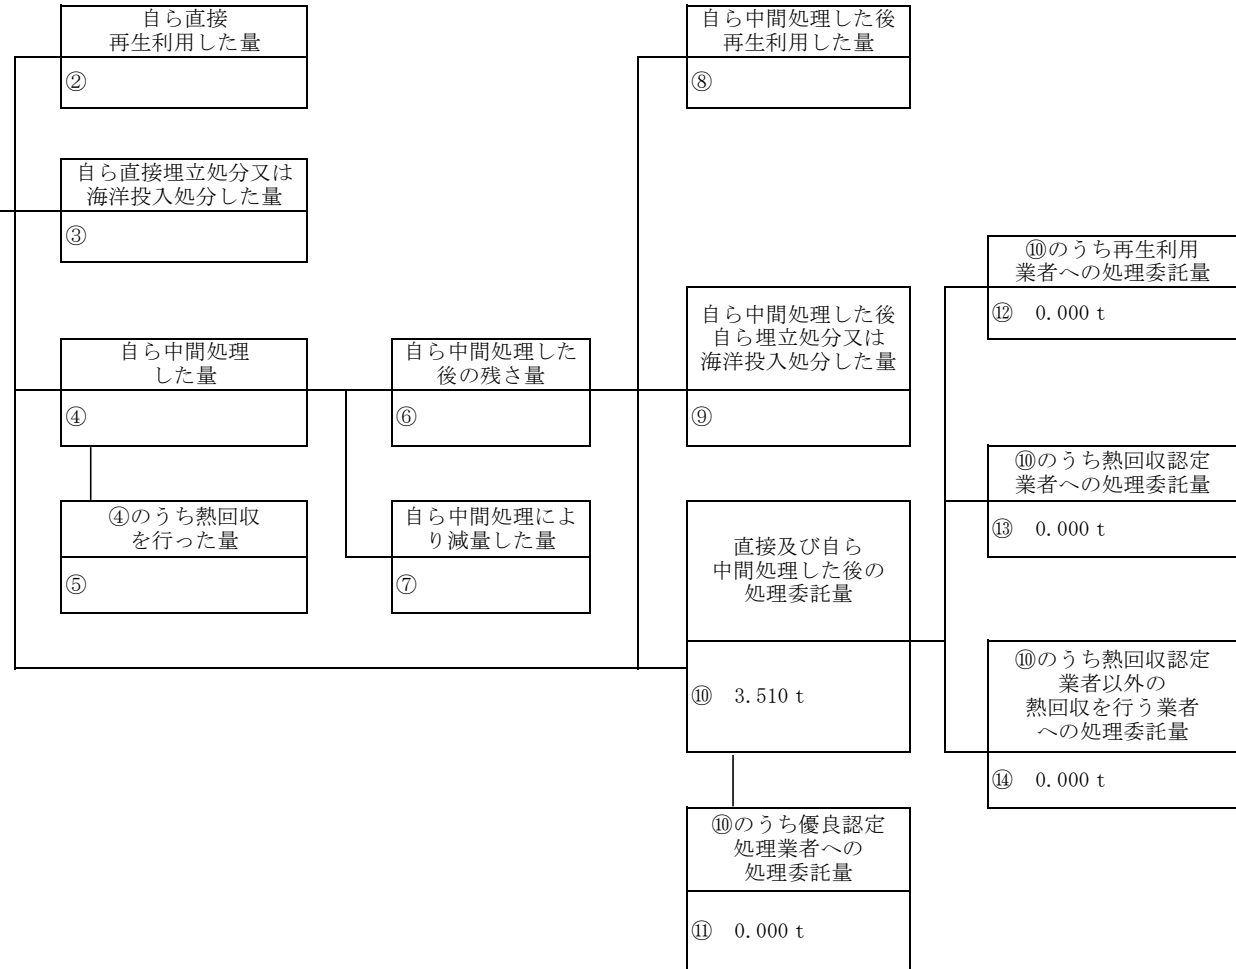 自ら直接
再生利用した量
②
自ら直接埋立処分又は
海洋投入処分した量
③
自ら中間処理
した量
④
④のうち熱回収
を行った量
⑤
自ら中間処理した
後の残さ量
⑥
自ら中間処理によ
り減量した量
⑦
自ら中間処理した後
再生利用した量
⑧
自ら中間処理した後
自ら埋立処分又は
海洋投入処分した量
⑨
直接及び自ら
中間処理した後の
処理委託量
⑩ 3.510 t
⑩のうち優良認定
処理業者への
処理委託量
⑪ 0.000 t
⑩のうち再生利用
業者への処理委託量
⑫ 0.000 t
⑩のうち熱回収認定
業者への処理委託量
⑬ 0.000 t
⑩のうち熱回収認定
業者以外の
熱回収を行う業者
への処理委託量
⑭ 0.000 t